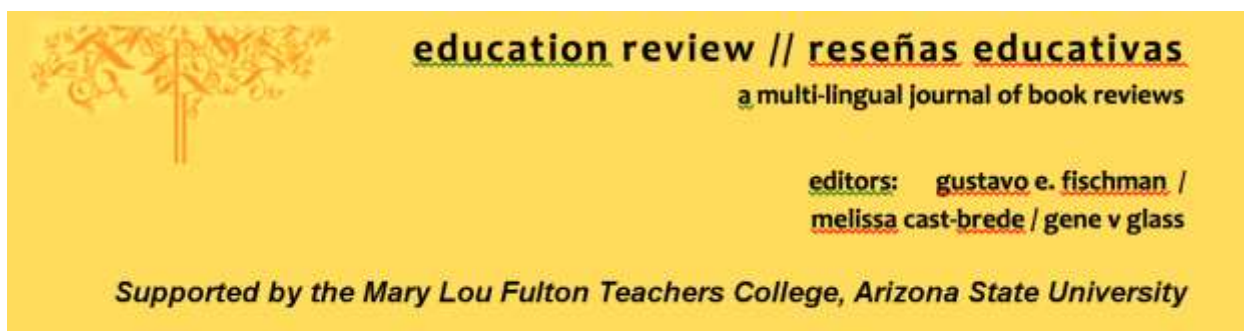 education review // reseñas educativas
a multi-lingual journal of book reviews
editors: gustavo e. fischman /
melissa cast-brede / gene v glass
Supported by the Mary Lou Fulton Teachers College, Arizona State University